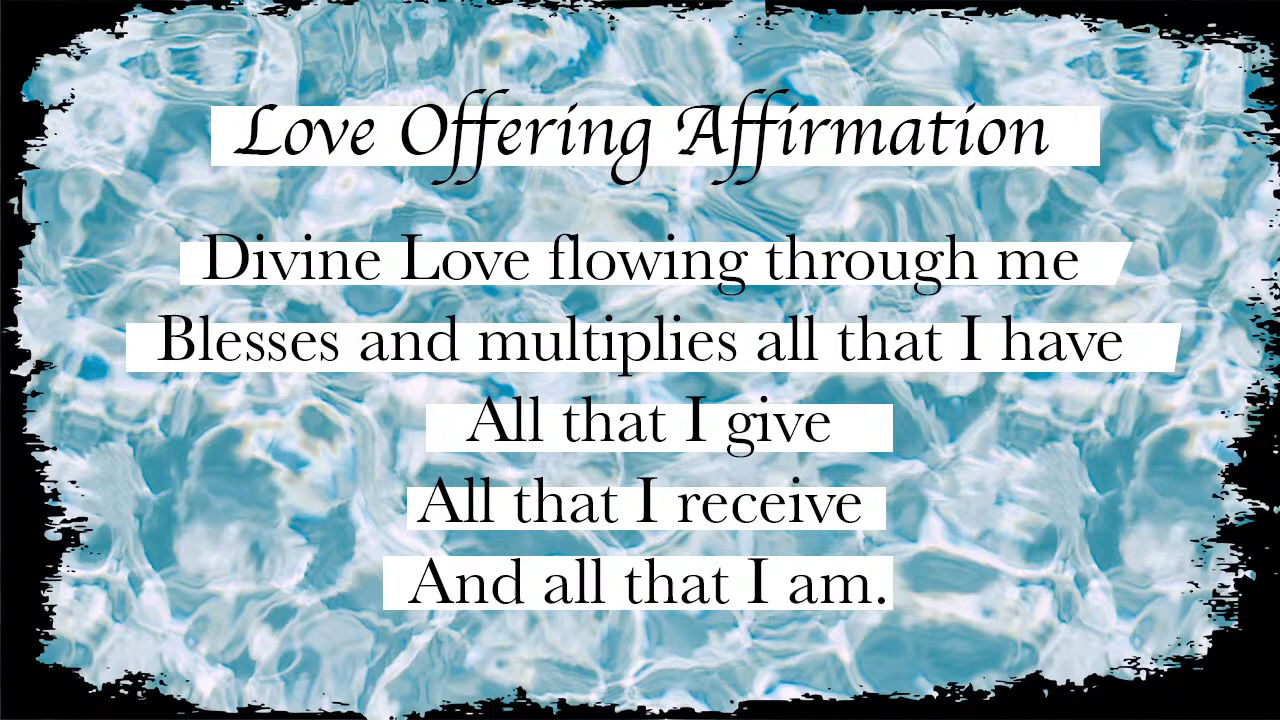 Love Offering Affirmation
Divine Love flowing through me
Blesses and multiplies all that I have
All that I give
All that I receive
And all that I am.